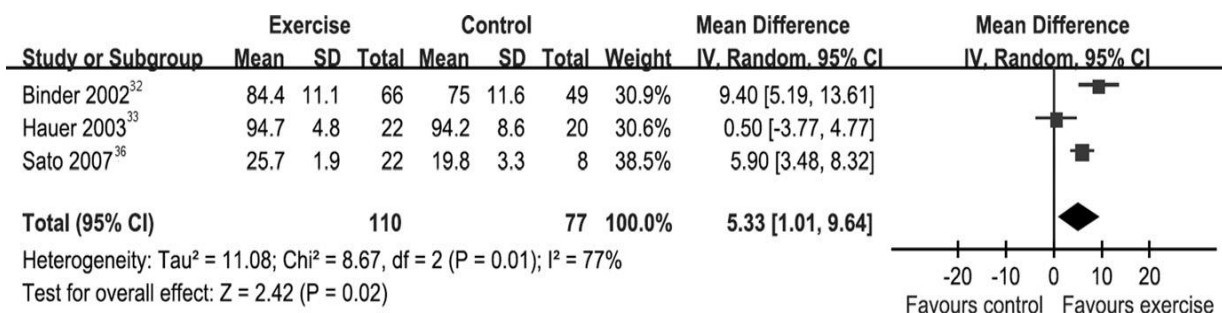 Exercise Control Mean Difference Mean Difference
Study or Subgroup Mean SD Total Mean SD Total Weight IV. Random. 95% CI IV. Random. 95% CI
Binder 2002³² 84.4 11.1 66 75 11.6 49 30.9% 9.40 [5.19, 13.61]
Hauer 2003³³ 94.7 4.8 22 94.2 8.6 20 30.6% 0.50 [-3.77, 4.77]
Sato 2007³⁶ 25.7 1.9 22 19.8 3.3 8 38.5% 5.90 [3.48, 8.32]
Total (95% CI) 110 77 100.0% 5.33 [1.01, 9.64]
Heterogeneity: Tau² = 11.08; Chi² = 8.67, df = 2 (P = 0.01); I² = 77%
Test for overall effect: Z = 2.42 (P = 0.02)
-20 -10 0 10 20
Favours control Favours exercise